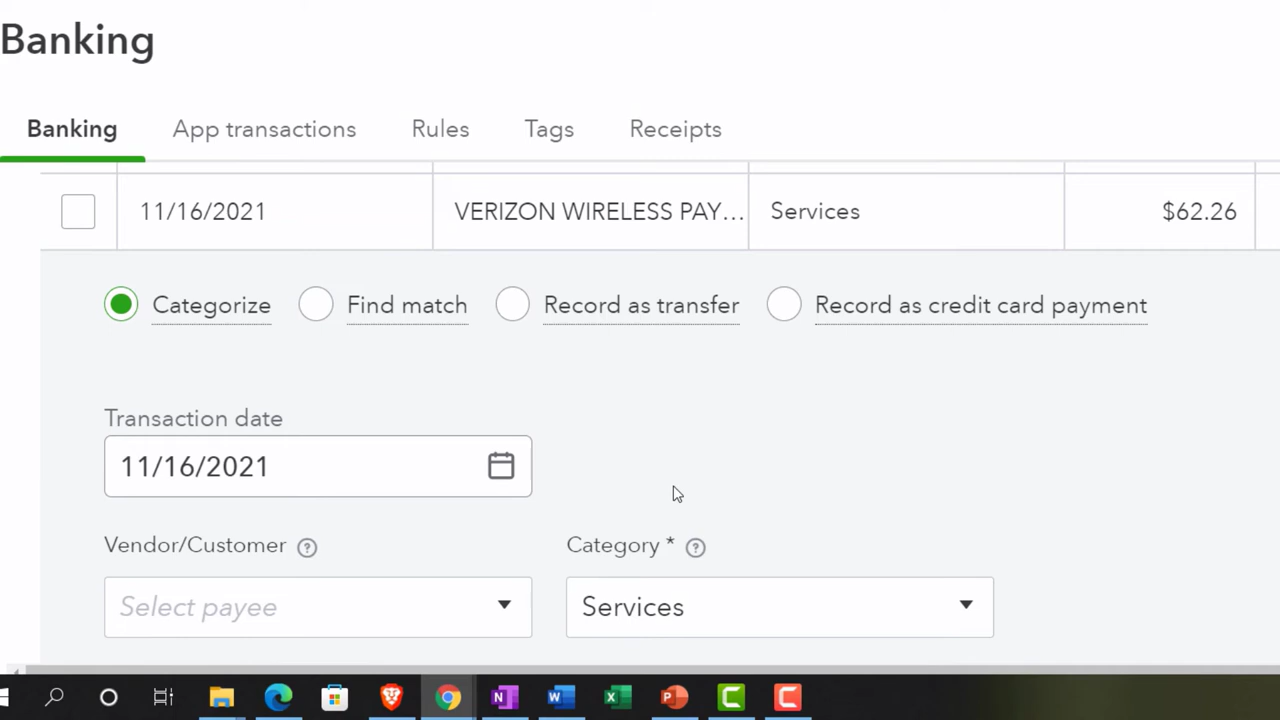 Banking
Banking App transactions Rules Tags Receipts
11/16/2021 VERIZON WIRELESS PAY... Services $62.26
Categorize Find match Record as transfer Record as credit card payment
Transaction date
11/16/2021
Vendor/Customer ? Category * ?
Select payee Services
N W X P C C